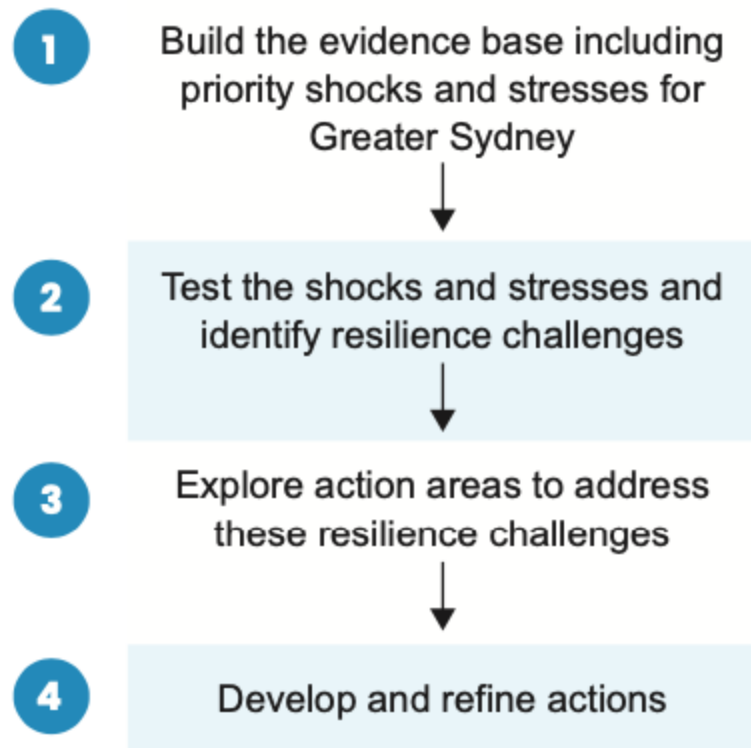 1
Build the evidence base including
priority shocks and stresses for
Greater Sydney
2
Test the shocks and stresses and
identify resilience challenges
3
Explore action areas to address
these resilience challenges
4
Develop and refine actions